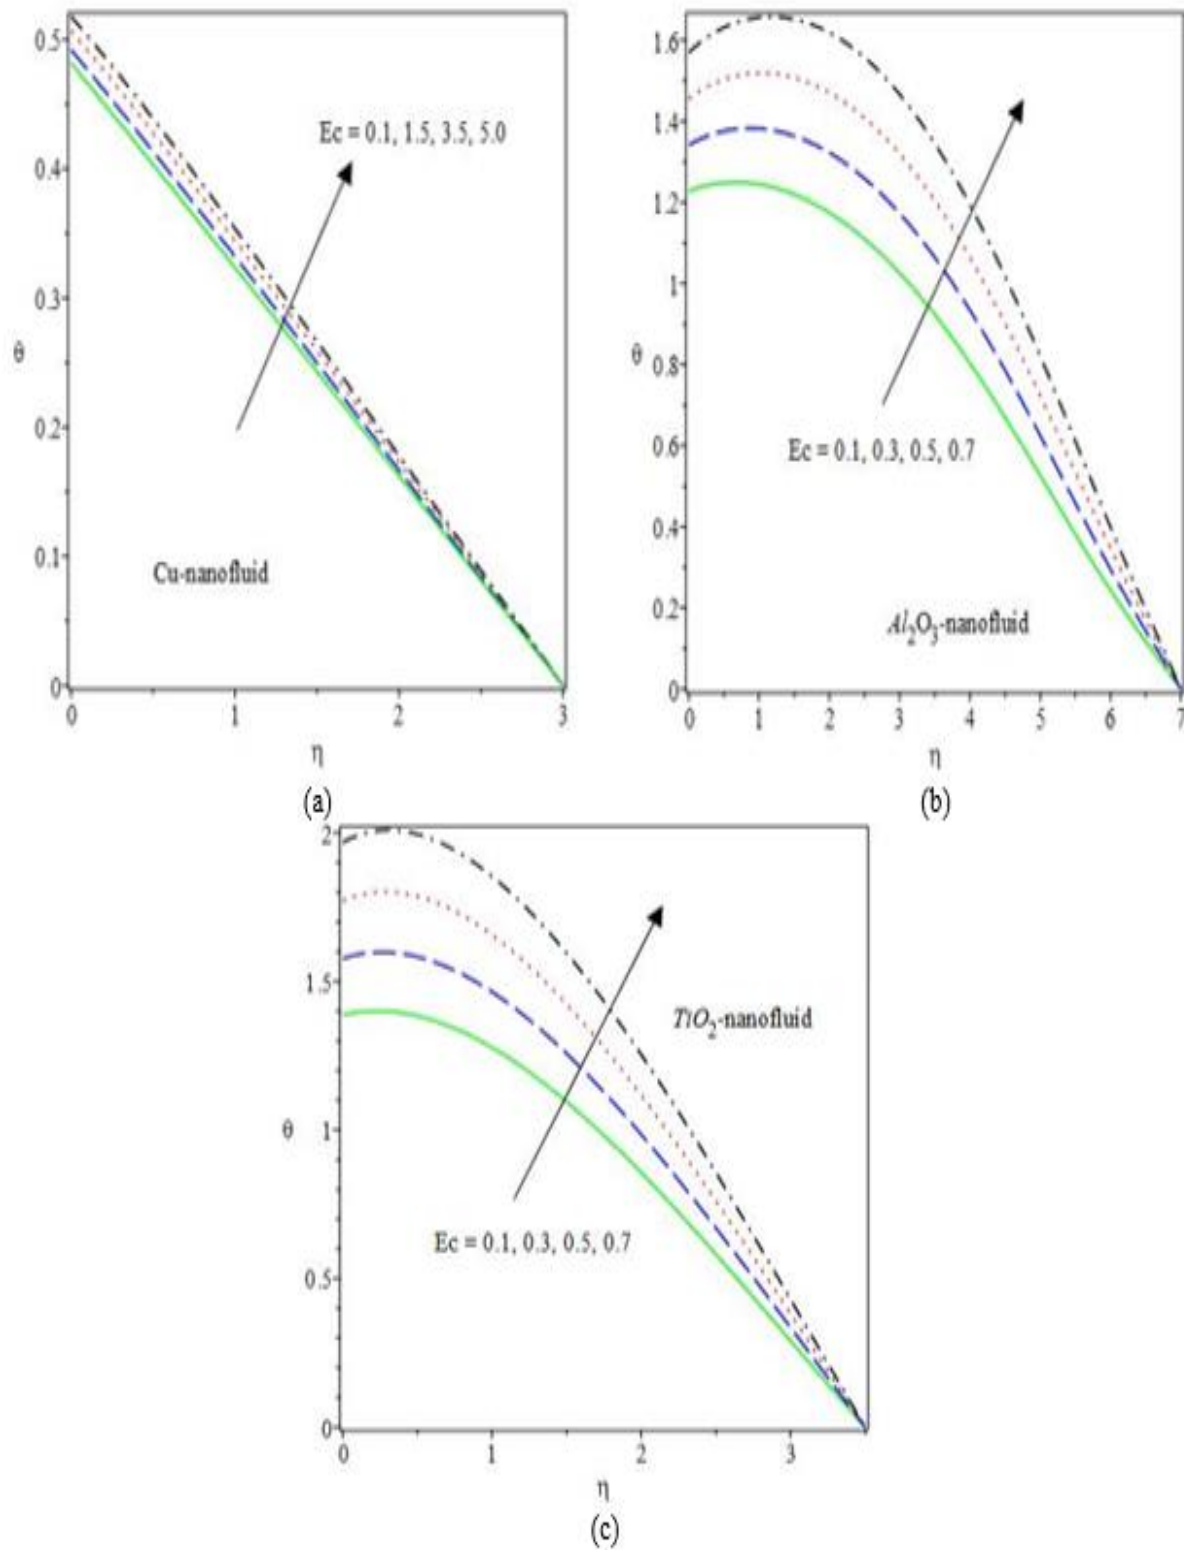 0.5
0.4
0.3
0.2
0.1
0
θ
Ec = 0.1, 1.5, 3.5, 5.0
Cu-nanofluid
0 1 2 3
η
(a)
1.6
1.4
1.2
1
0.8
0.6
0.4
0.2
0
θ
Ec = 0.1, 0.3, 0.5, 0.7
Al2O3-nanofluid
0 1 2 3 4 5 6 7
η
(b)
2
1.5
1
0.5
0
θ
TiO2-nanofluid
Ec = 0.1, 0.3, 0.5, 0.7
0 1 2 3
η
(c)